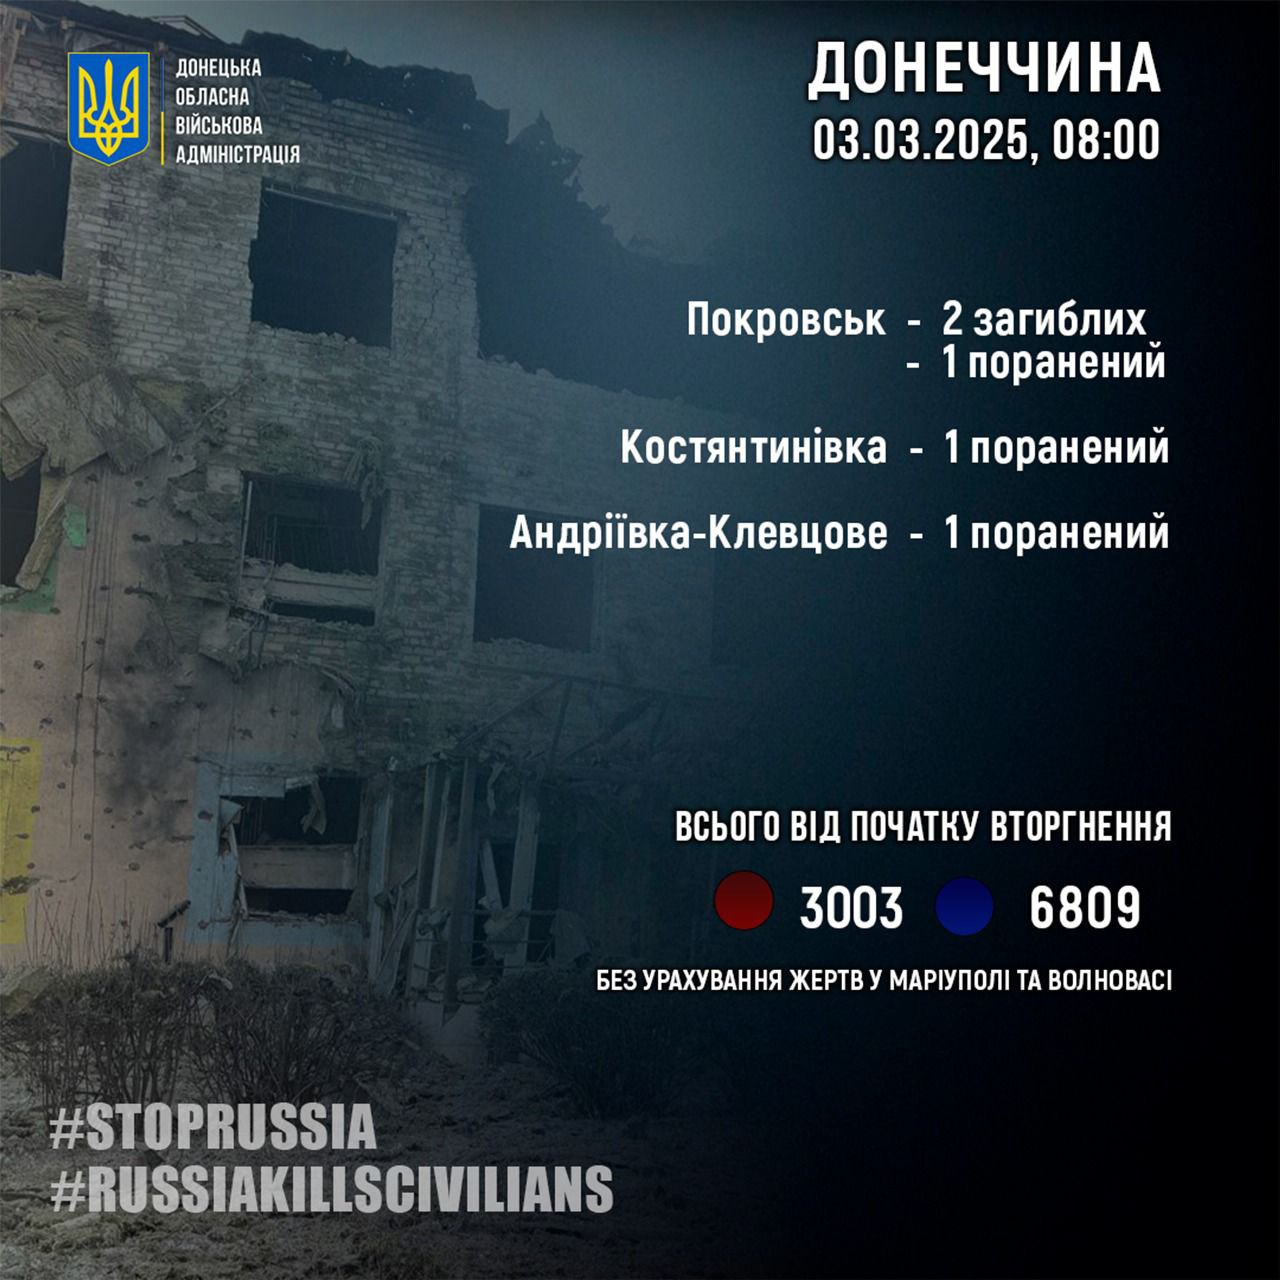 ДОНЕЦЬКА
ОБЛАСНА
ВІЙСЬКОВА
АДМІНІСТРАЦІЯ
ДОНЕЧЧИНА
03.03.2025, 08:00
Покровськ - 2 загиблих
- 1 поранений
Костянтинівка - 1 поранений
Андріївка-Клевцове - 1 поранений
ВСЬОГО ВІД ПОЧАТКУ ВТОРГНЕННЯ
3003 6809
БЕЗ УРАХУВАННЯ ЖЕРТВ У МАРІУПОЛІ ТА ВОЛНОВАСІ
#STOPRUSSIA
#RUSSIAKILLSCIVILIANS